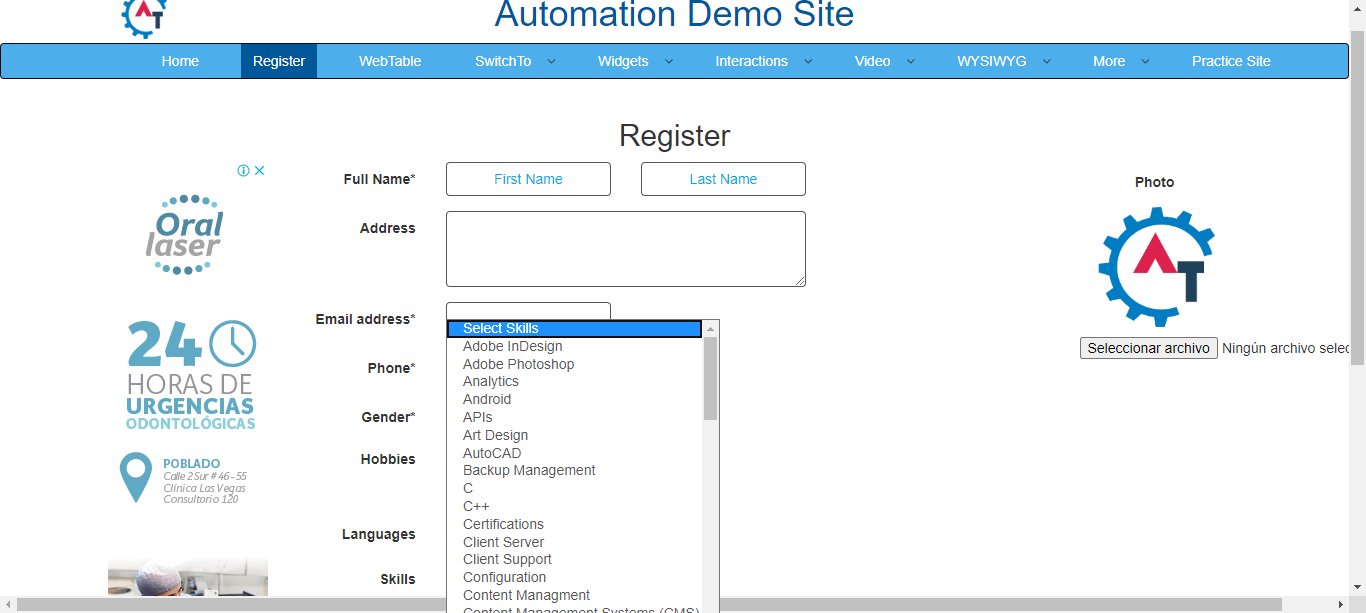 Automation Demo Site
Home Register WebTable SwitchTo Widgets Interactions Video WYSIWYG More Practice Site
Register
Full Name* First Name Last Name
Photo
Address
Email address*
Phone*
Gender*
Hobbies
Languages
Skills
Select Skills
Adobe InDesign
Adobe Photoshop
Analytics
Android
APIs
Art Design
AutoCAD
Backup Management
C
C++
Certifications
Client Server
Client Support
Configuration
Content Managment
Content Management Systems (CMS)
AT
Seleccionar archivo Ningún archivo selec
Oral
laser
24
HORAS DE
URGENCIAS
ODONTOLÓGICAS
POBLADO
Calle 2 Sur # 46-55
Clínica Las Vegas
Consultorio 120
AT